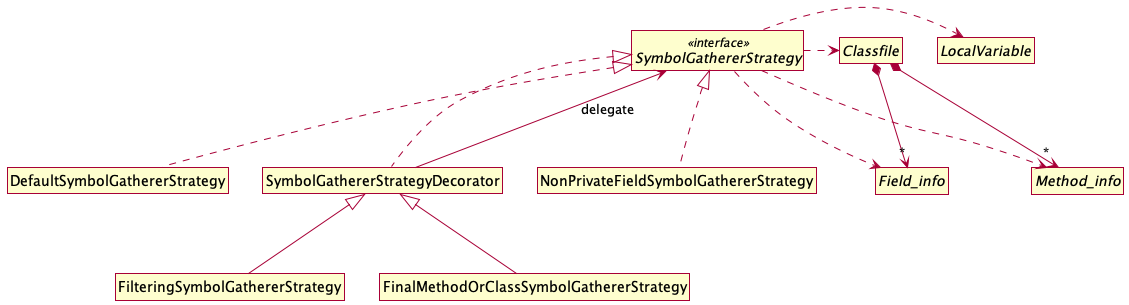 «interface»
SymbolGathererStrategy
Classfile
LocalVariable
delegate
*
*
DefaultSymbolGathererStrategy
SymbolGathererStrategyDecorator
NonPrivateFieldSymbolGathererStrategy
Field_info
Method_info
FilteringSymbolGathererStrategy
FinalMethodOrClassSymbolGathererStrategy